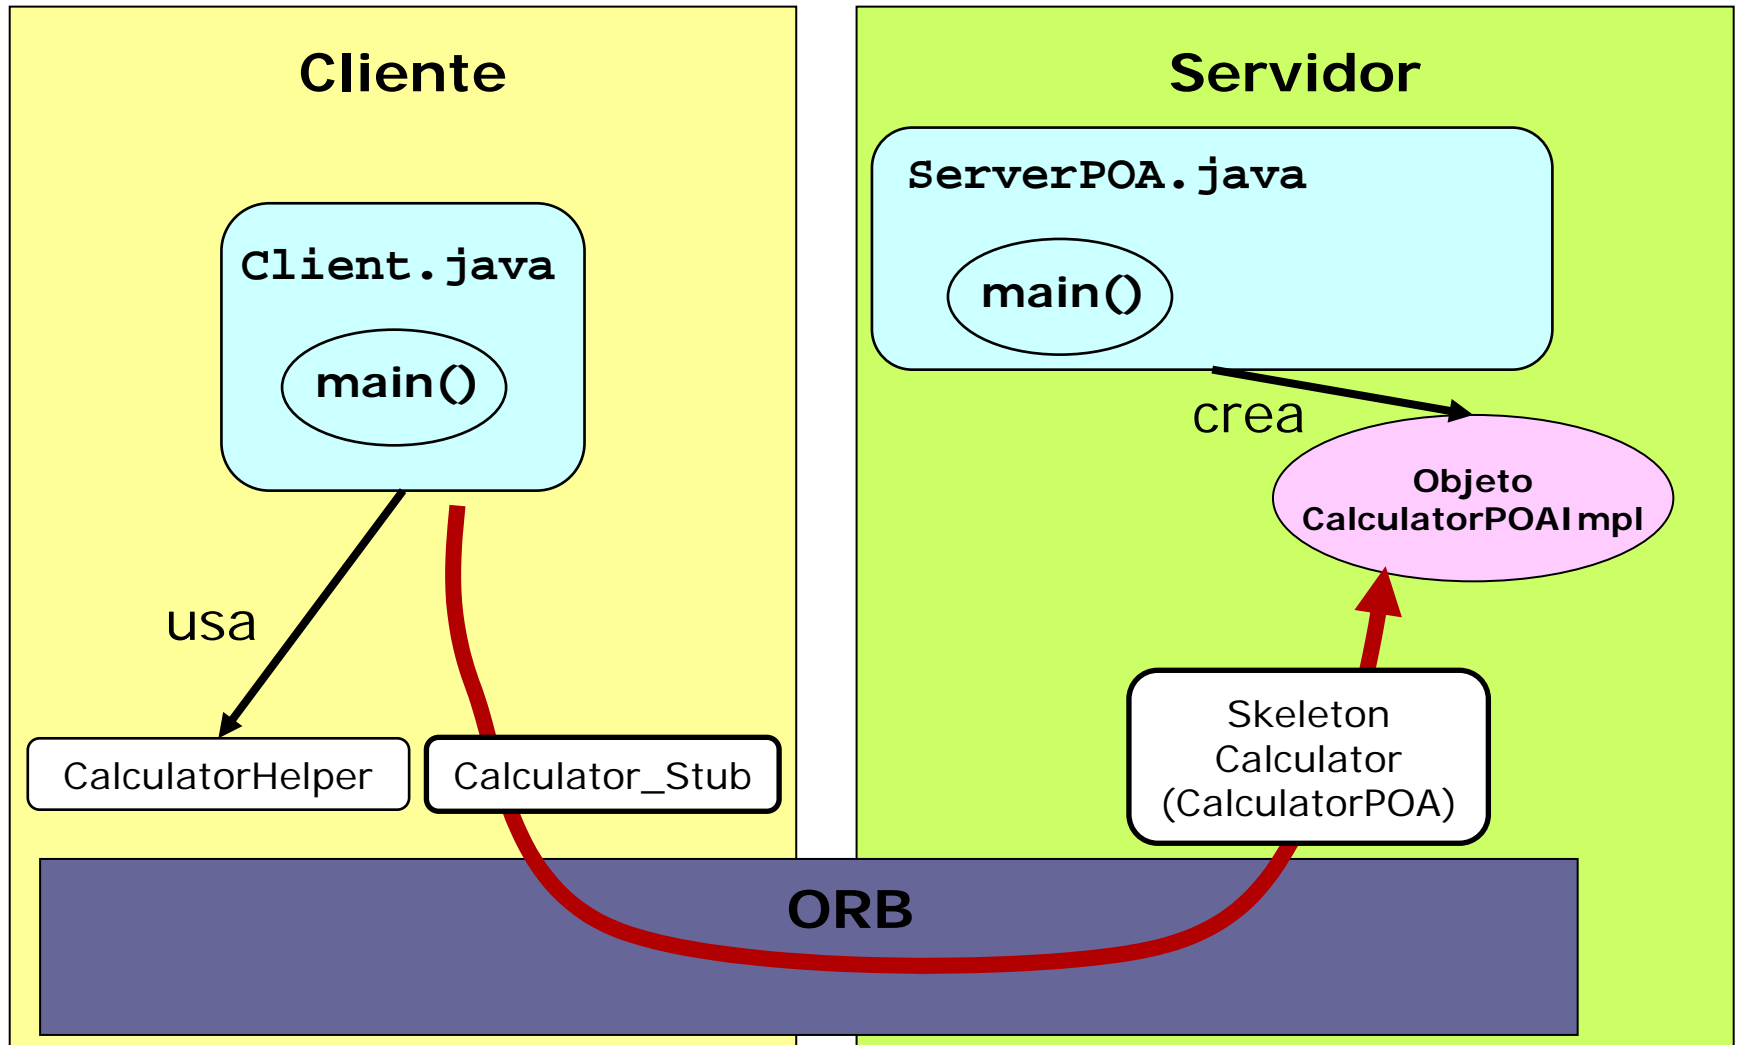 Cliente
Client.java
main()
usa
CalculatorHelper
Calculator_Stub
Servidor
ServerPOA.java
main()
crea
Objeto
CalculatorPOAImpl
Skeleton
Calculator
(CalculatorPOA)
ORB